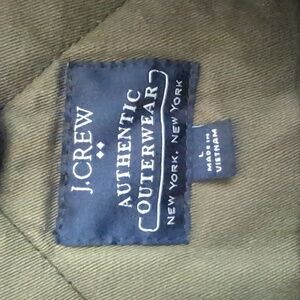 J.CREW
AUTHENTIC
OUTERWEAR
NEW YORK, NEW YORK
L
MADE IN
VIETNAM